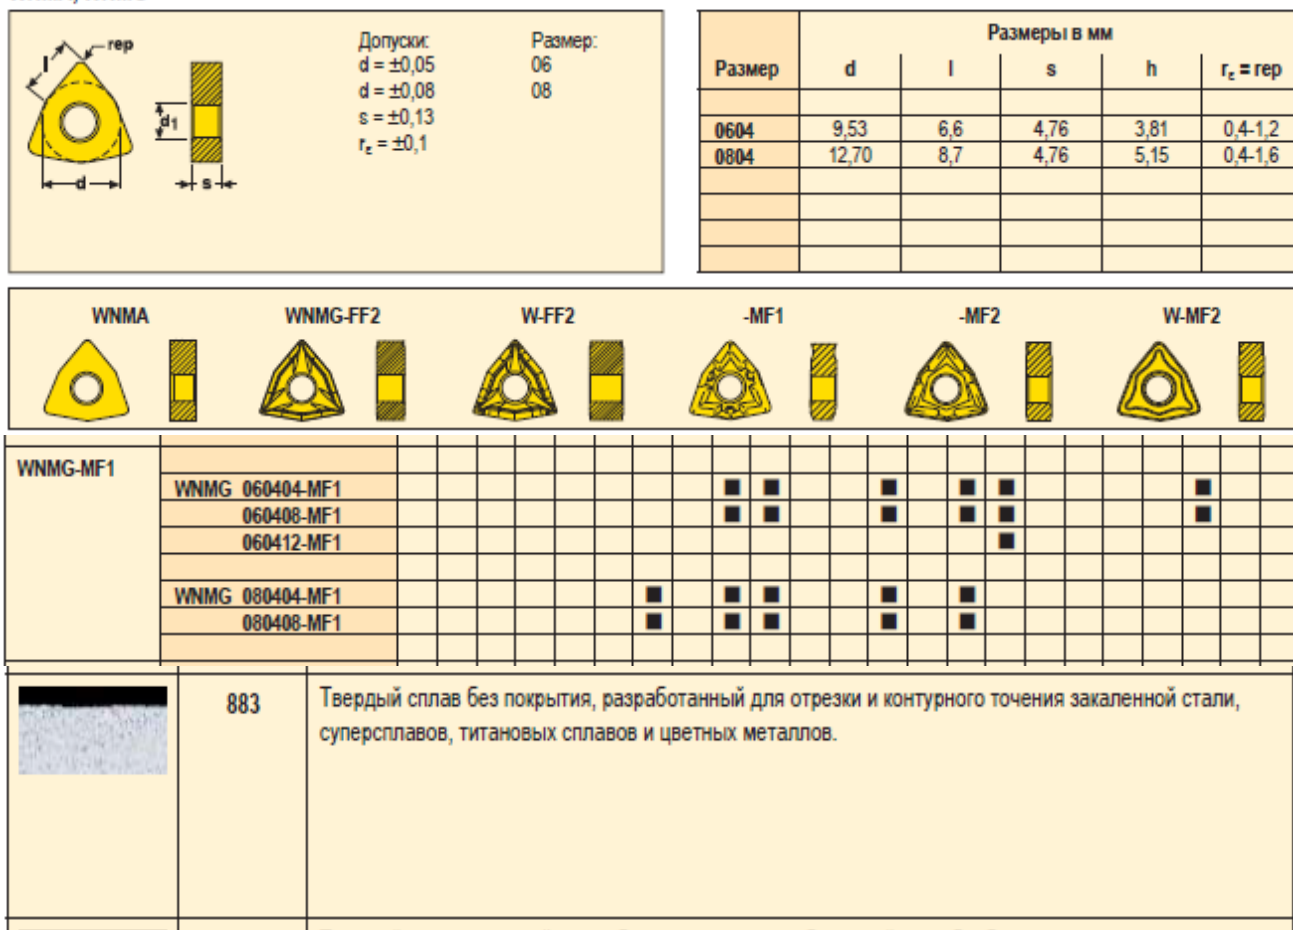 rep
l
d1
d
s
Допуски: Размер:
d = ±0,05 06
d = ±0,08 08
s = ±0,13
rε = ±0,1
Размеры в мм
Размер d l s h rε = rep
0604 9,53 6,6 4,76 3,81 0,4-1,2
0804 12,70 8,7 4,76 5,15 0,4-1,6
WNMA WNMG-FF2 W-FF2 -MF1 -MF2 W-MF2
WNMG-MF1
WNMG 060404-MF1
060408-MF1
060412-MF1
WNMG 080404-MF1
080408-MF1
883 Твердый сплав без покрытия, разработанный для отрезки и контурного точения закаленной стали,
суперсплавов, титановых сплавов и цветных металлов.